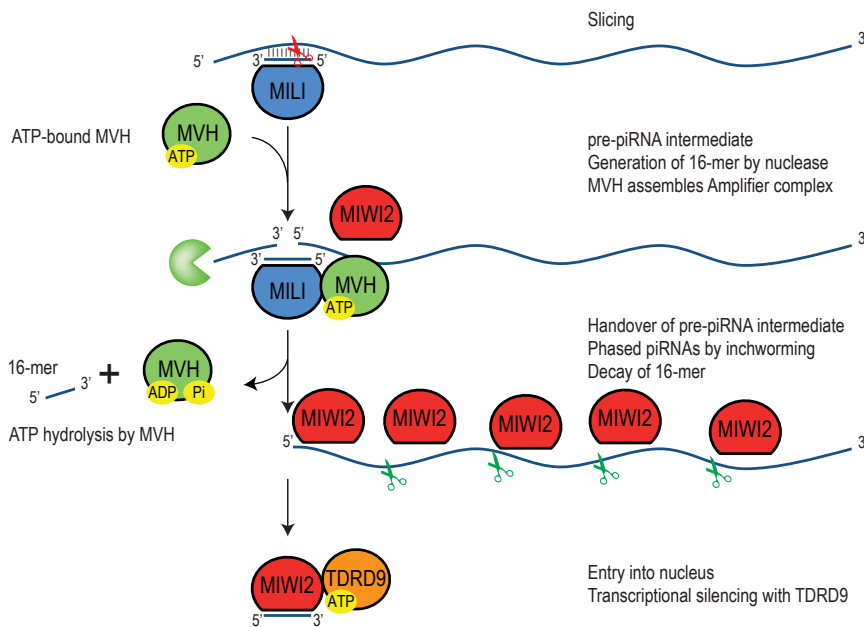 Slicing
3'
5'
3'
5'
MILI
ATP-bound MVH
MVH
ATP
pre-piRNA intermediate
Generation of 16-mer by nuclease
MVH assembles Amplifier complex
MIWI2
3'
5'
3'
3'
5'
MILI
MVH
ATP
Handover of pre-piRNA intermediate
Phased piRNAs by inchworming
Decay of 16-mer
16-mer
5'
3'
+
MVH
ADP
Pi
ATP hydrolysis by MVH
MIWI2
MIWI2
MIWI2
MIWI2
MIWI2
5'
3'
MIWI2
TDRD9
ATP
5'
3'
Entry into nucleus
Transcriptional silencing with TDRD9